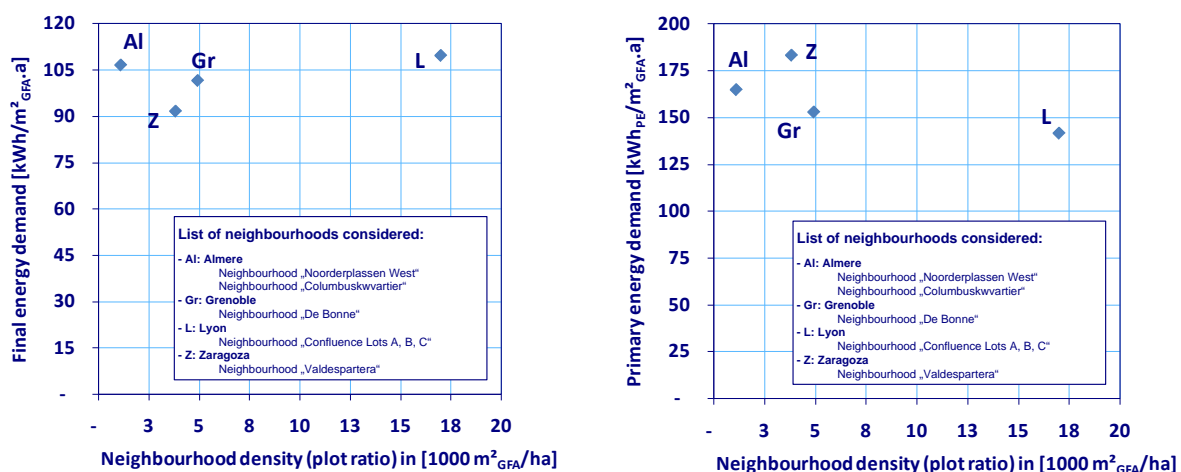 120
105
90
75
60
45
30
15
-
Final energy demand [kWh/m²GFA·a]
Al
Gr
Z
L
List of neighbourhoods considered:
- Al: Almere
Neighbourhood „Noorderplassen West“
Neighbourhood „Columbuskwvartier“
- Gr: Grenoble
Neighbourhood „De Bonne“
- L: Lyon
Neighbourhood „Confluence Lots A, B, C“
- Z: Zaragoza
Neighbourhood „Valdespartera“
- 3 5 8 10 13 15 18 20
Neighbourhood density (plot ratio) in [1000 m²GFA/ha]
200
175
150
125
100
75
50
25
-
Primary energy demand [kWhPE/m²GFA·a]
Al
Z
Gr
L
List of neighbourhoods considered:
- Al: Almere
Neighbourhood „Noorderplassen West“
Neighbourhood „Columbuskwvartier“
- Gr: Grenoble
Neighbourhood „De Bonne“
- L: Lyon
Neighbourhood „Confluence Lots A, B, C“
- Z: Zaragoza
Neighbourhood „Valdespartera“
- 3 5 8 10 13 15 18 20
Neighbourhood density (plot ratio) in [1000 m²GFA/ha]